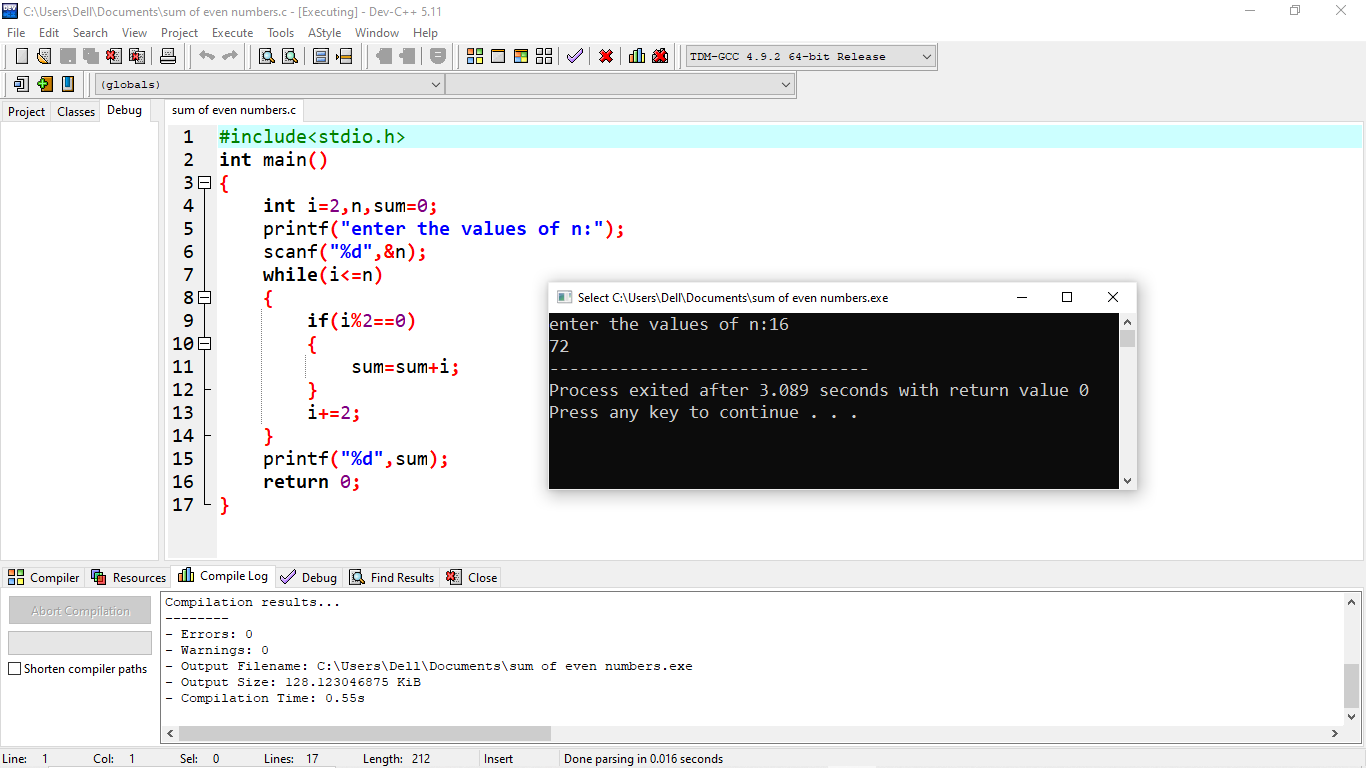 C:\Users\Dell\Documents\sum of even numbers.c - [Executing] - Dev-C++ 5.11
File Edit Search View Project Execute Tools AStyle Window Help
TDM-GCC 4.9.2 64-bit Release
(globals)
Project Classes Debug
sum of even numbers.c
1 #include<stdio.h>
2 int main()
3 {
4 int i=2,n,sum=0;
5 printf("enter the values of n:");
6 scanf("%d",&n);
7 while(i<=n)
8 {
9 if(i%2==0)
10 {
11 sum=sum+i;
12 }
13 i+=2;
14 }
15 printf("%d",sum);
16 return 0;
17 }
Select C:\Users\Dell\Documents\sum of even numbers.exe
enter the values of n:16
72
--------------------------------
Process exited after 3.089 seconds with return value 0
Press any key to continue . . .
Compiler Resources Compile Log Debug Find Results Close
Abort Compilation
Shorten compiler paths
Compilation results...
--------
- Errors: 0
- Warnings: 0
- Output Filename: C:\Users\Dell\Documents\sum of even numbers.exe
- Output Size: 128.123046875 KiB
- Compilation Time: 0.55s
Line: 1 Col: 1 Sel: 0 Lines: 17 Length: 212 Insert Done parsing in 0.016 seconds